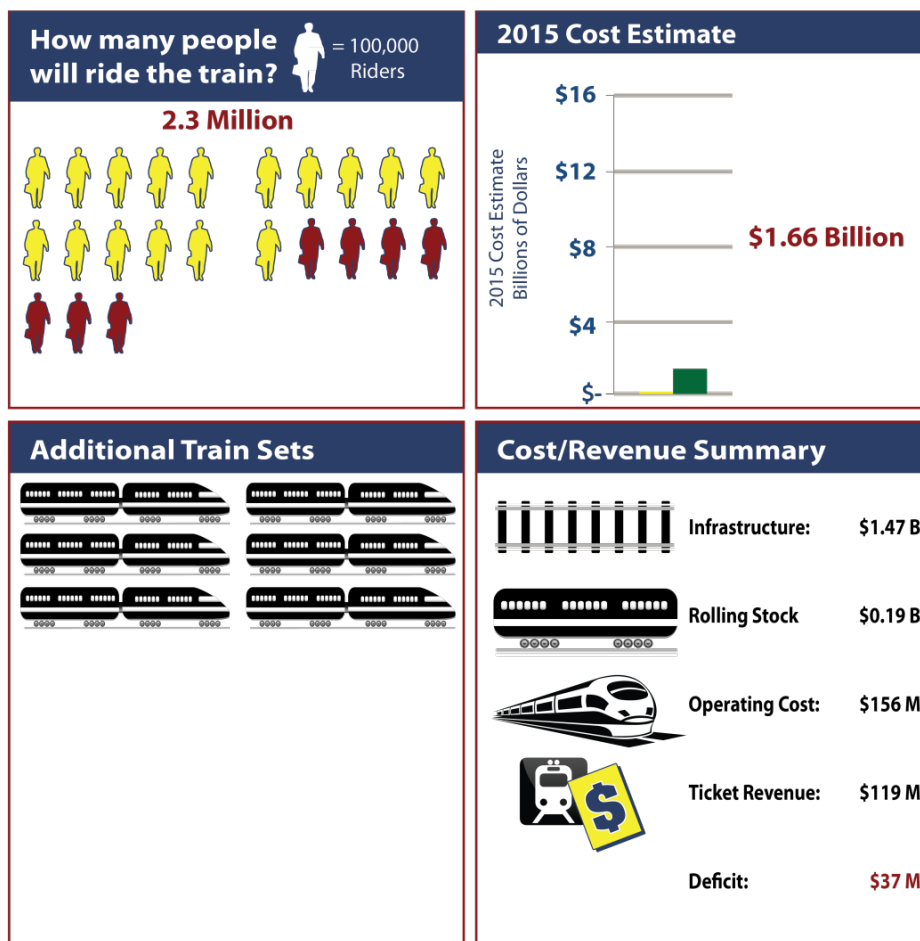 How many people
will ride the train?
= 100,000
Riders
2.3 Million
2015 Cost Estimate
2015 Cost Estimate
Billions of Dollars
$16
$12
$8
$4
$-
$1.66 Billion
Additional Train Sets
Cost/Revenue Summary
Infrastructure: $1.47 B
Rolling Stock $0.19 B
Operating Cost: $156 M
$
Ticket Revenue: $119 M
Deficit: $37 M